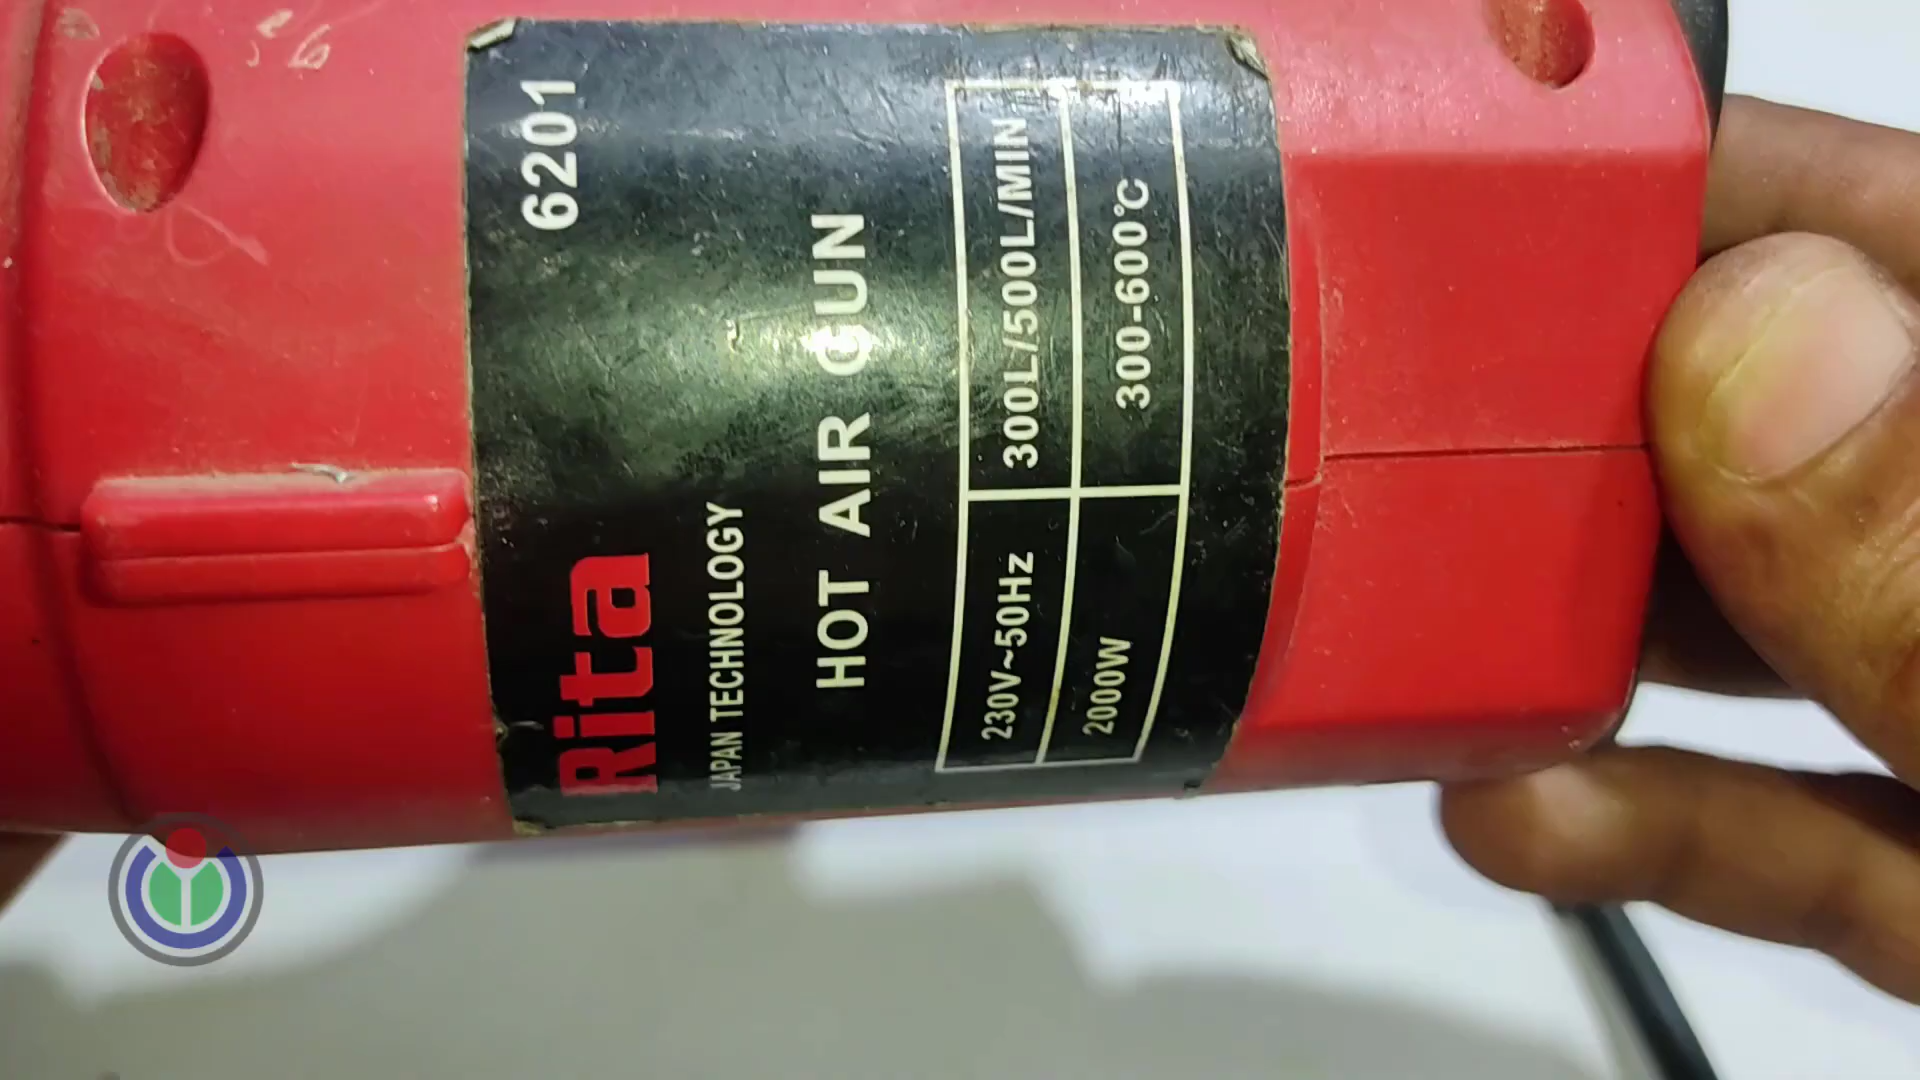 Rita 6201
JAPAN TECHNOLOGY
HOT AIR GUN
230V~50Hz 300L/500L/MIN
2000W 300-600°C